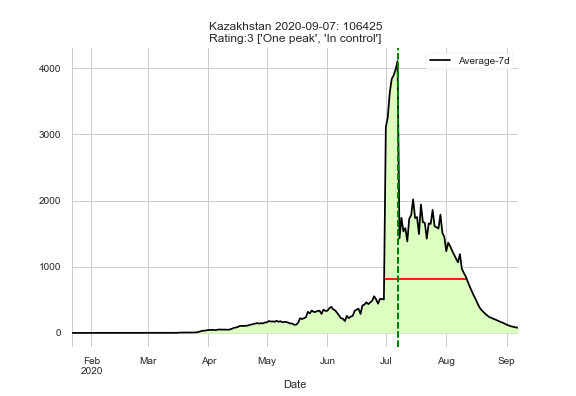 Kazakhstan 2020-09-07: 106425
Rating:3 ['One peak', 'In control']
Average-7d
4000
3000
2000
1000
0
Feb Mar Apr May Jun Jul Aug Sep
2020
Date